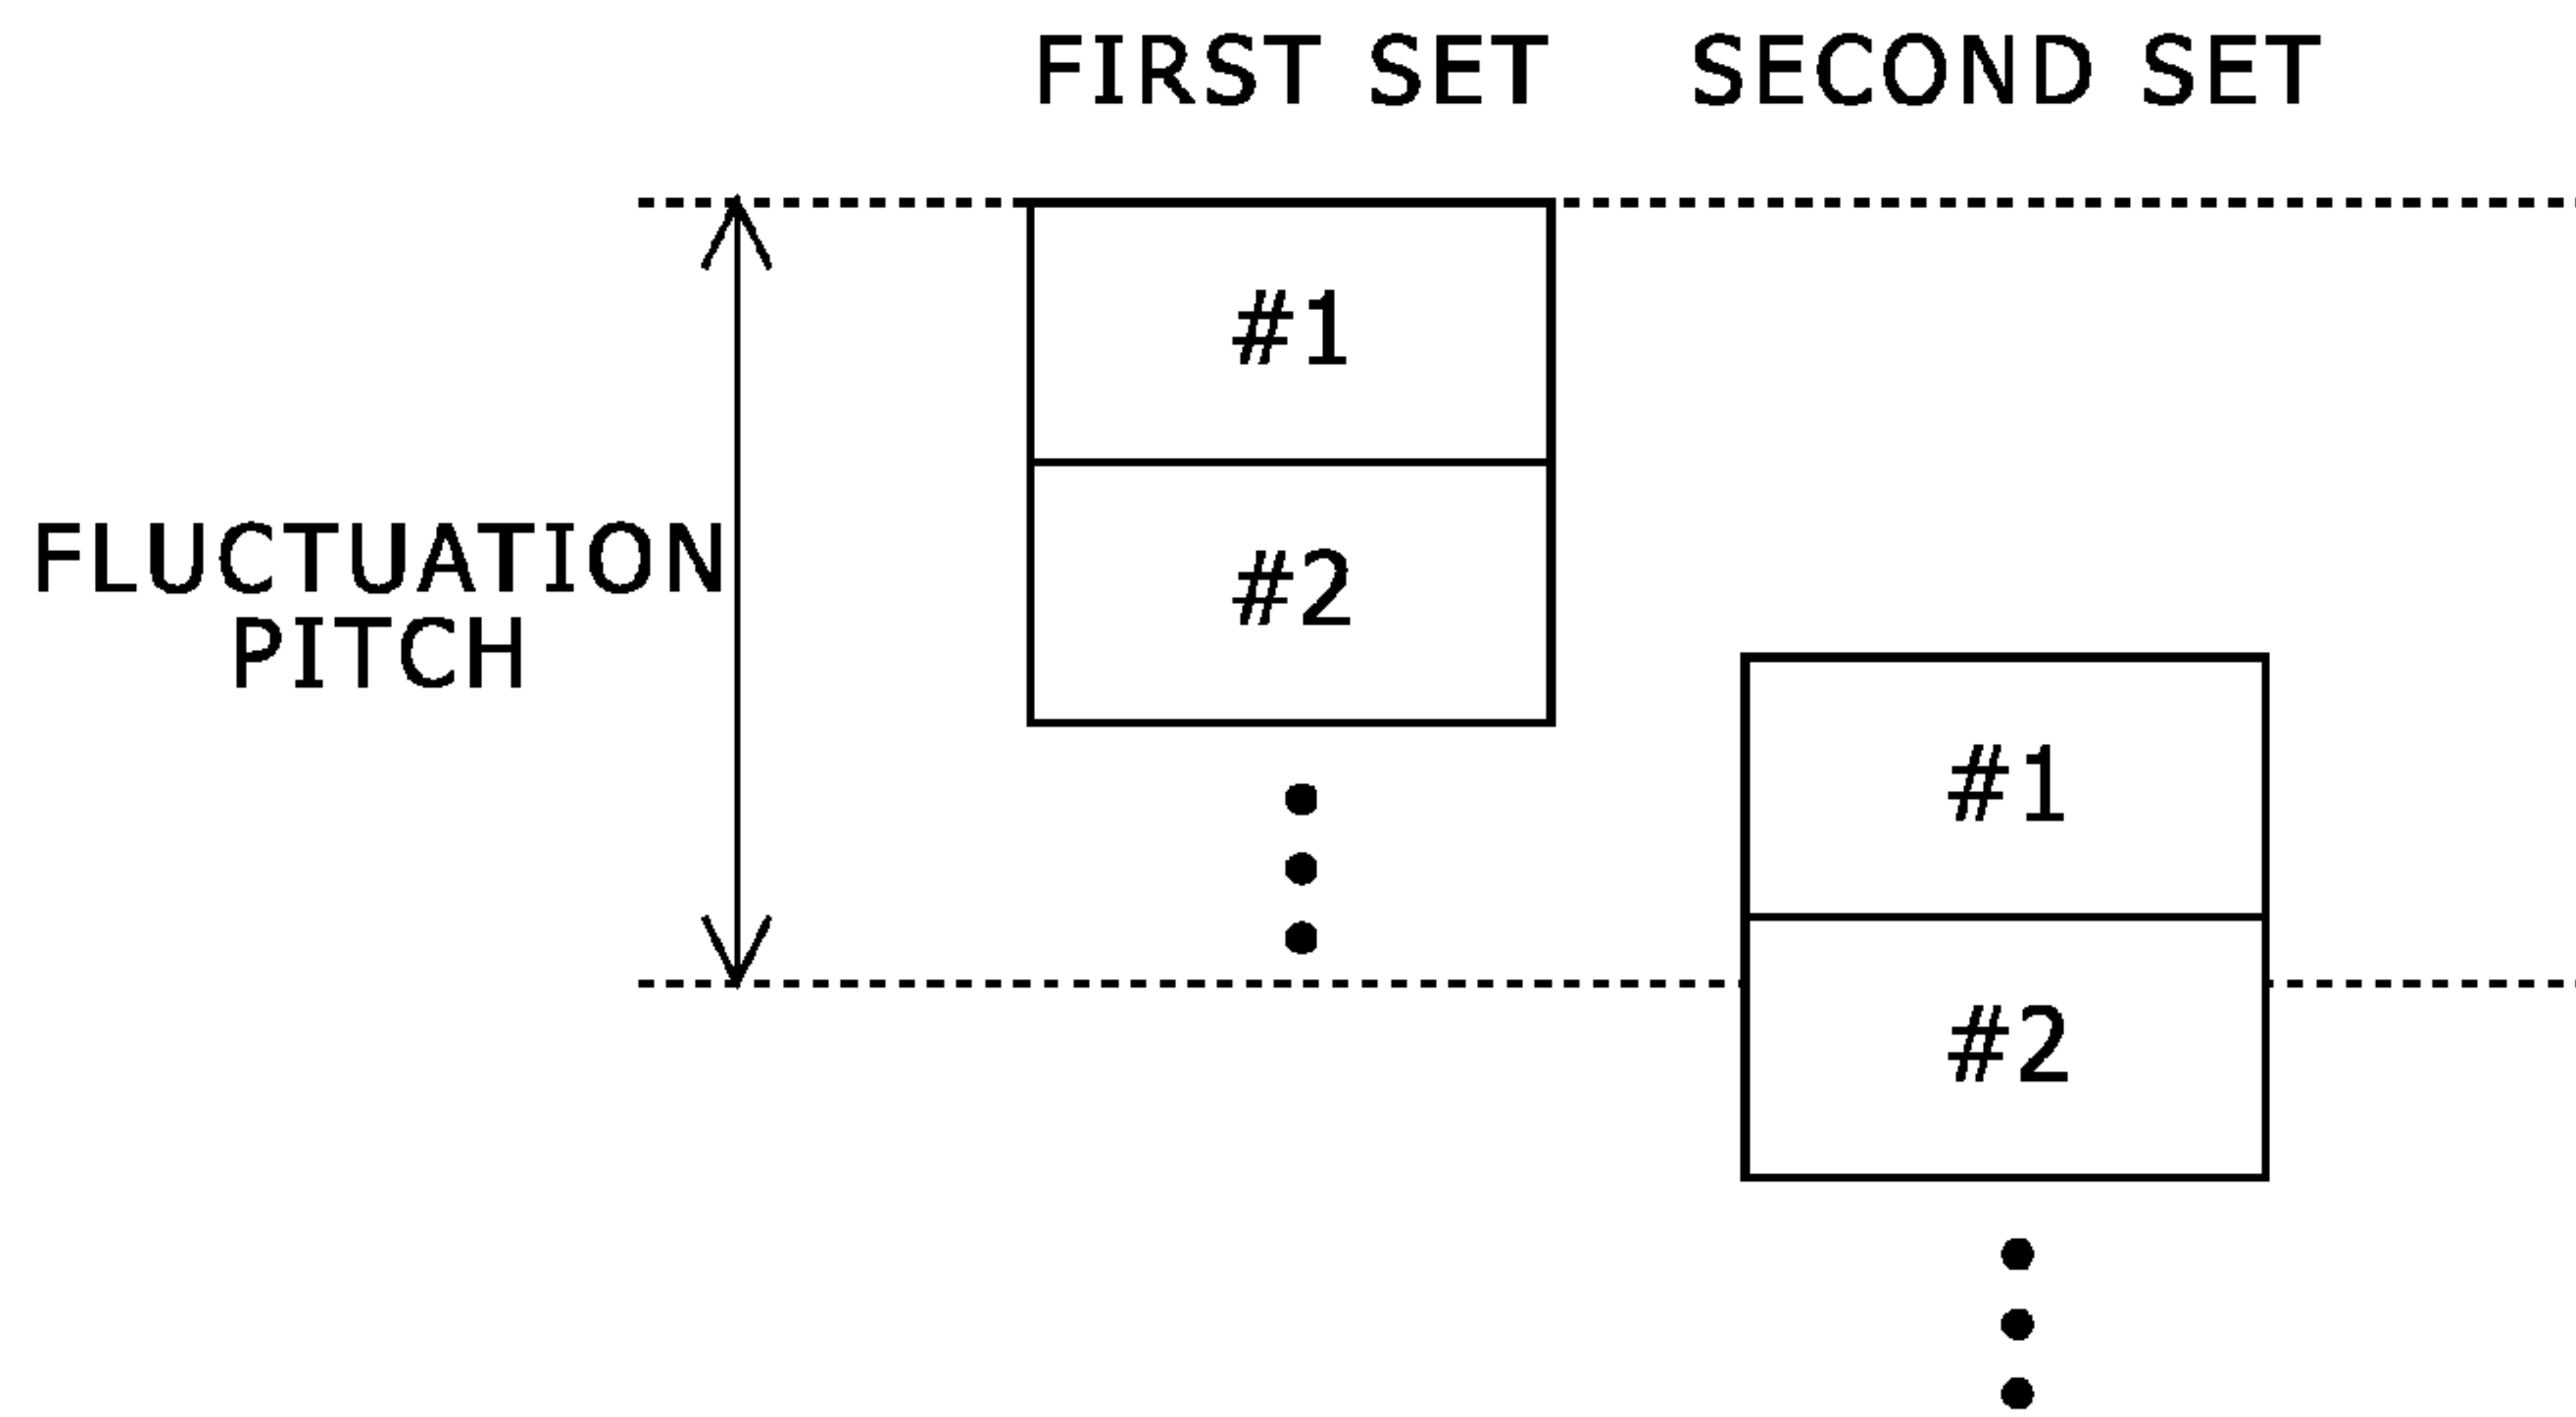 FIRST SET
SECOND SET
#1
#2
FLUCTUATION
PITCH
#1
#2